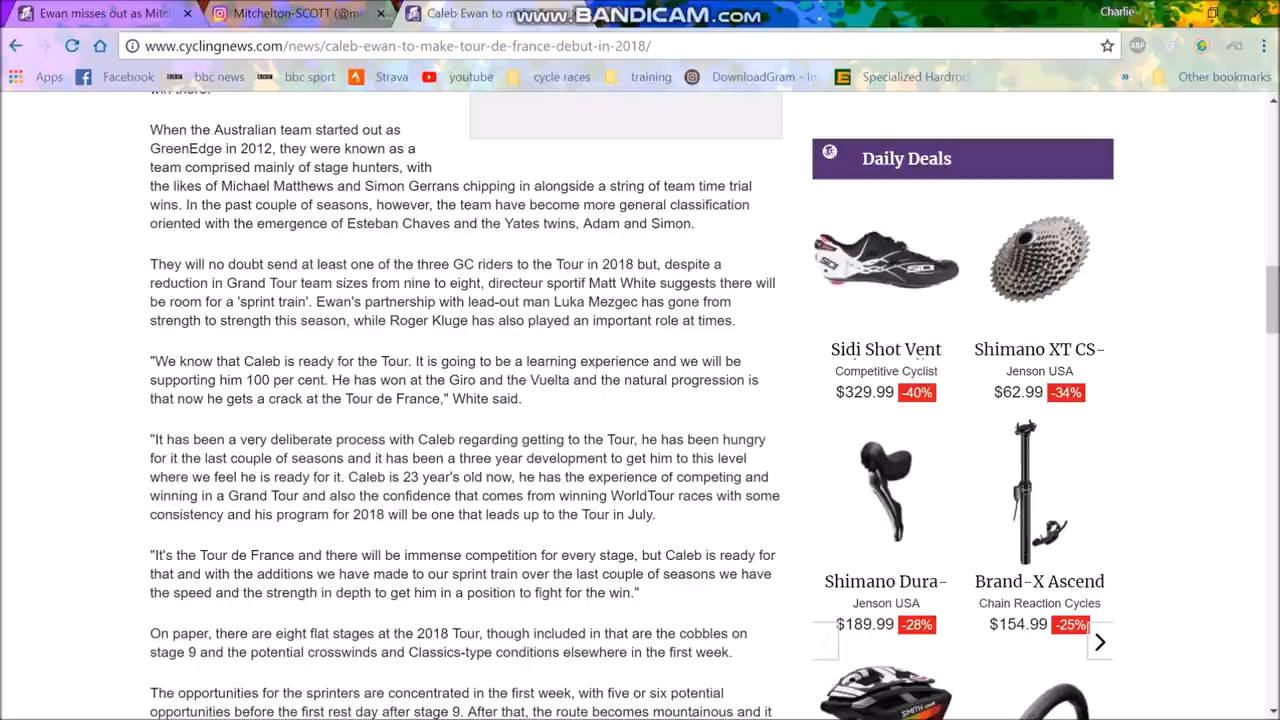 Ewan misses out as Mitch
Mitchelton-SCOTT (@m
Caleb Ewan to m
www.BANDICAM.com
Charlie
www.cyclingnews.com/news/caleb-ewan-to-make-tour-de-france-debut-in-2018/
ABP
Apps Facebook bbc news bbc sport Strava youtube cycle races training DownloadGram - In Specialized Hardro » Other bookmarks
win there."
When the Australian team started out as
GreenEdge in 2012, they were known as a
team comprised mainly of stage hunters, with
the likes of Michael Matthews and Simon Gerrans chipping in alongside a string of team time trial
wins. In the past couple of seasons, however, the team have become more general classification
oriented with the emergence of Esteban Chaves and the Yates twins, Adam and Simon.
They will no doubt send at least one of the three GC riders to the Tour in 2018 but, despite a
reduction in Grand Tour team sizes from nine to eight, directeur sportif Matt White suggests there will
be room for a 'sprint train'. Ewan's partnership with lead-out man Luka Mezgec has gone from
strength to strength this season, while Roger Kluge has also played an important role at times.
"We know that Caleb is ready for the Tour. It is going to be a learning experience and we will be
supporting him 100 per cent. He has won at the Giro and the Vuelta and the natural progression is
that now he gets a crack at the Tour de France," White said.
"It has been a very deliberate process with Caleb regarding getting to the Tour, he has been hungry
for it the last couple of seasons and it has been a three year development to get him to this level
where we feel he is ready for it. Caleb is 23 year's old now, he has the experience of competing and
winning in a Grand Tour and also the confidence that comes from winning WorldTour races with some
consistency and his program for 2018 will be one that leads up to the Tour in July.
"It's the Tour de France and there will be immense competition for every stage, but Caleb is ready for
that and with the additions we have made to our sprint train over the last couple of seasons we have
the speed and the strength in depth to get him in a position to fight for the win."
On paper, there are eight flat stages at the 2018 Tour, though included in that are the cobbles on
stage 9 and the potential crosswinds and Classics-type conditions elsewhere in the first week.
The opportunities for the sprinters are concentrated in the first week, with five or six potential
opportunities before the first rest day after stage 9. After that, the route becomes mountainous and it
Daily Deals
SIDI
Sidi Shot Vent
Competitive Cyclist
$329.99 -40%
Shimano XT CS-
Jenson USA
$62.99 -34%
Shimano Dura-
Jenson USA
$189.99 -28%
Brand-X Ascend
Chain Reaction Cycles
$154.99 -25%
SMITH